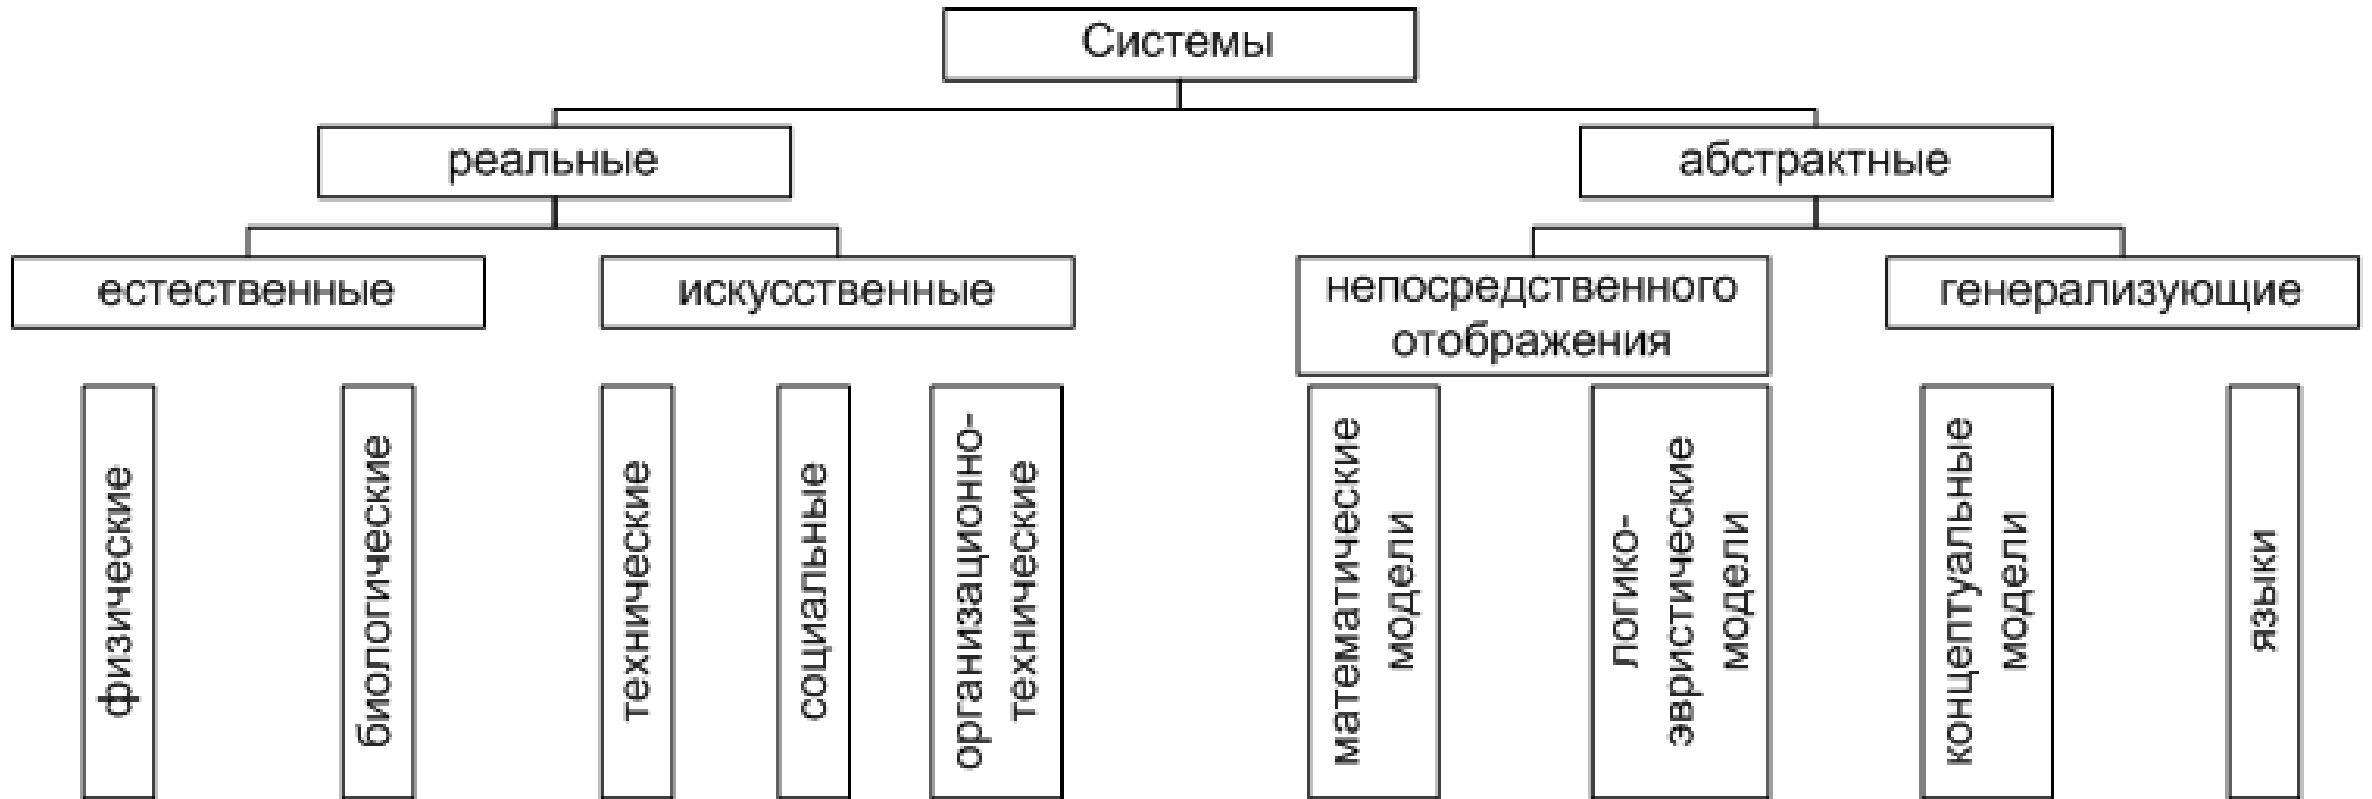 Системы
реальные
абстрактные
естественные
искусственные
непосредственного
отображения
генерализующие
физические
биологические
технические
социальные
организационно-
технические
математические
модели
логико-
эвристические
модели
концептуальные
модели
языки